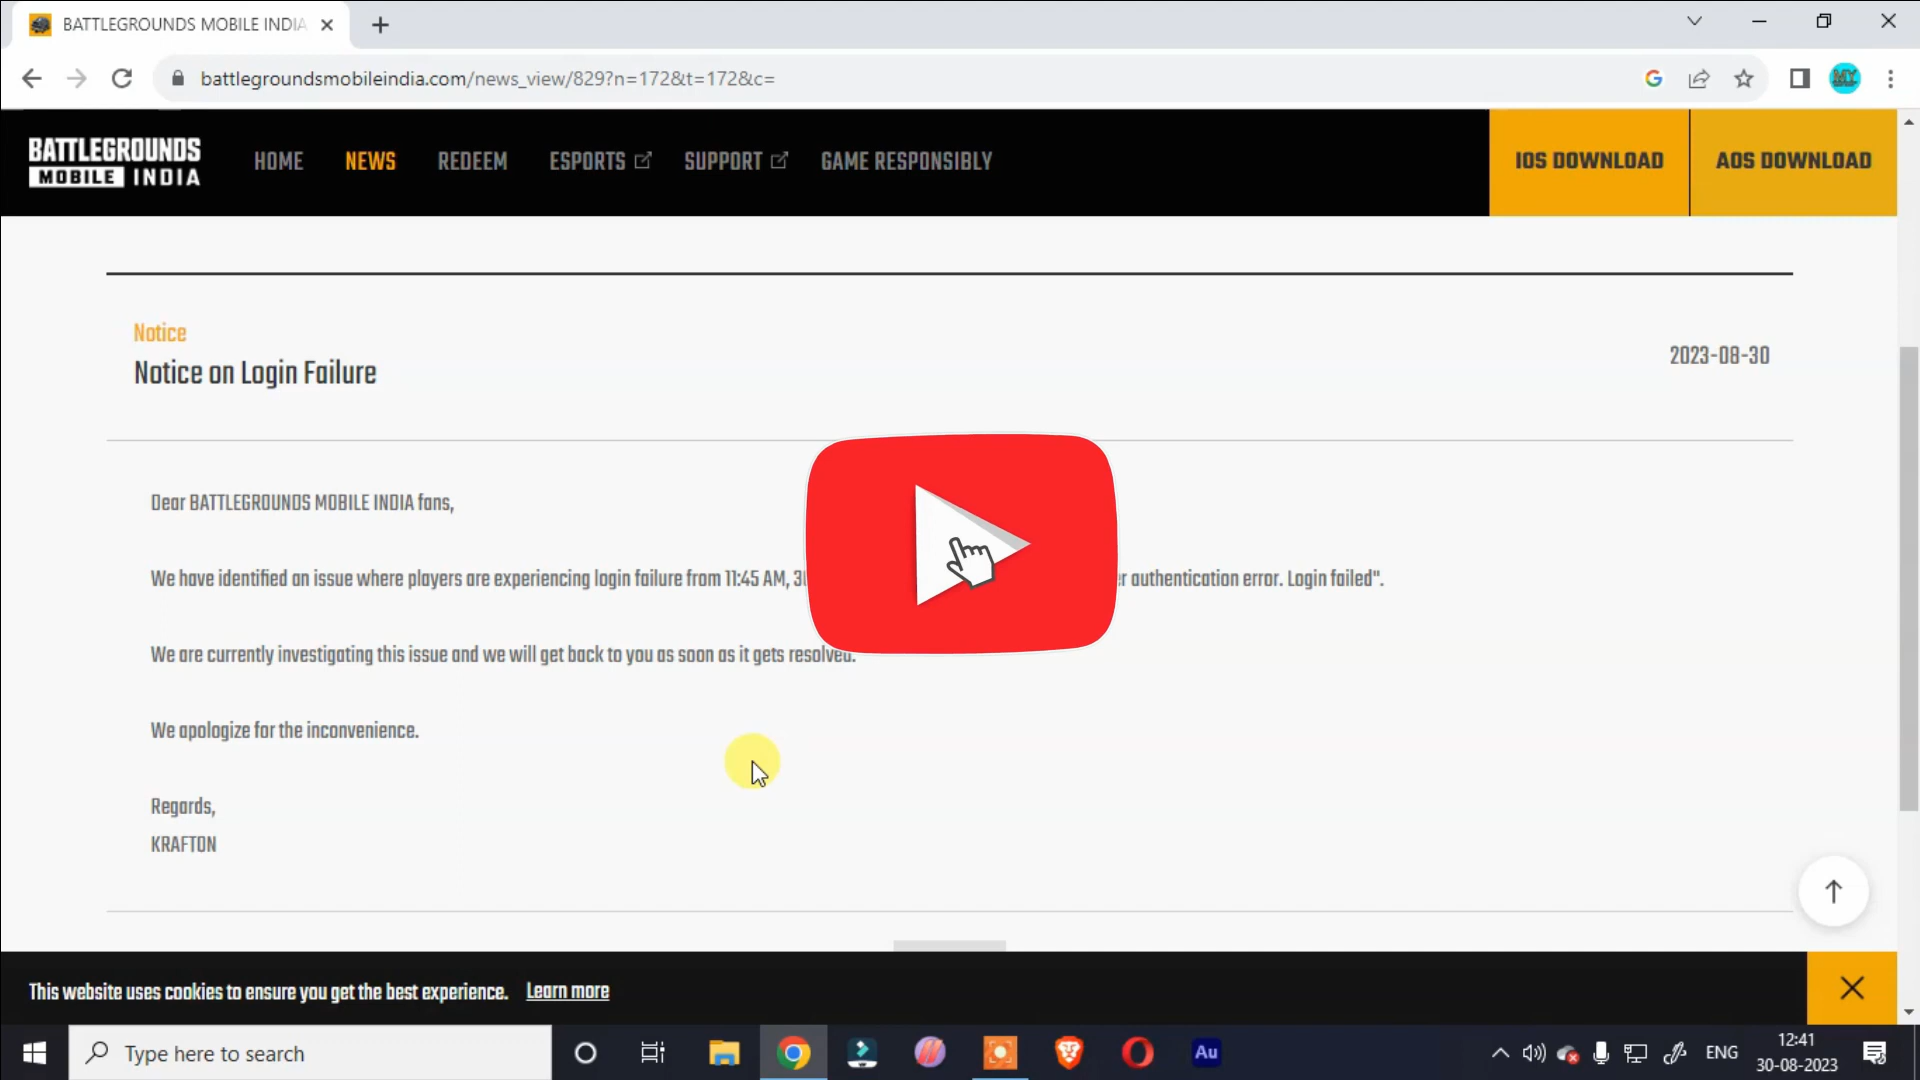 BATTLEGROUNDS MOBILE INDIA
battlegroundsmobileindia.com/news_view/829?n=172&t=172&c=
BATTLEGROUNDS
MOBILE INDIA
HOME NEWS REDEEM ESPORTS SUPPORT GAME RESPONSIBLY
IOS DOWNLOAD AOS DOWNLOAD
Notice
Notice on Login Failure
2023-08-30
Dear BATTLEGROUNDS MOBILE INDIA fans,
We have identified an issue where players are experiencing login failure from 11:45 AM, authentication error. Login failed".
We are currently investigating this issue and we will get back to you as soon as it gets resolved.
We apologize for the inconvenience.
Regards,
KRAFTON
This website uses cookies to ensure you get the best experience. Learn more
Type here to search
Au
ENG
12:41
30-08-2023